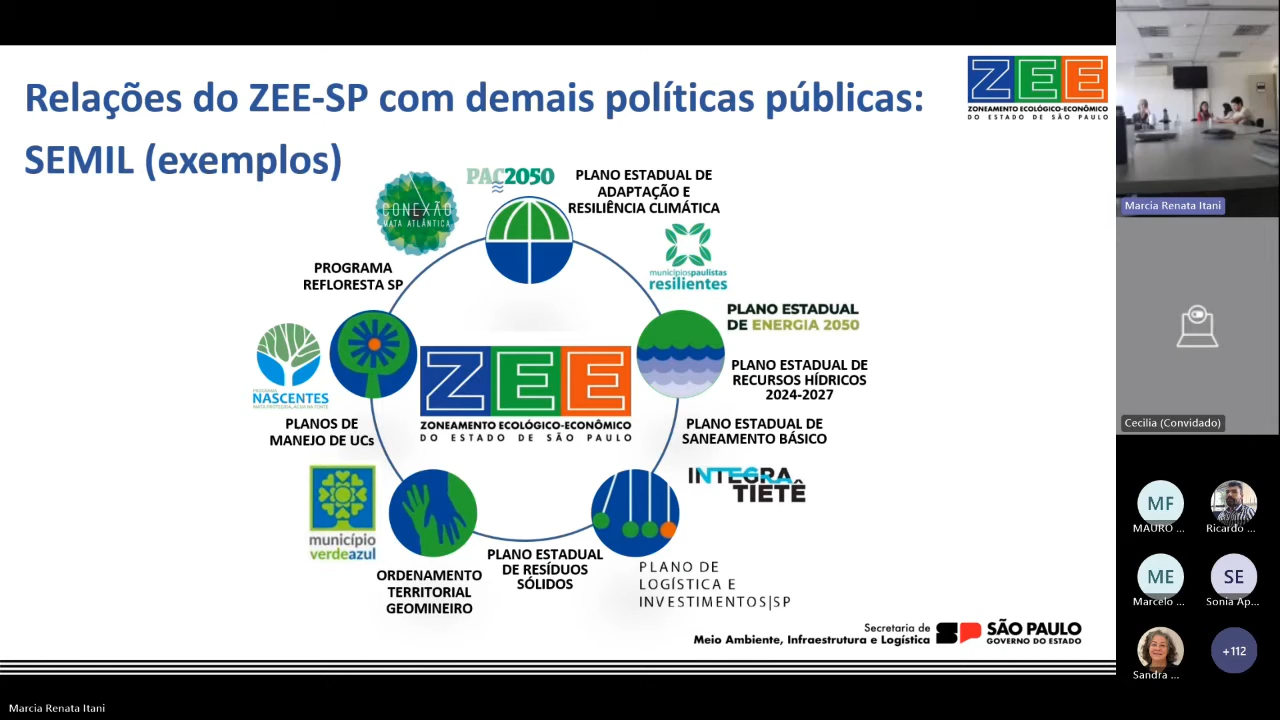 Relações do ZEE-SP com demais políticas públicas:
SEMIL (exemplos)
ZEE
ZONEAMENTO ECOLÓGICO-ECONÔMICO
DO ESTADO DE SÃO PAULO
CONEXÃO
MATA ATLÂNTICA
PAC2050
PLANO ESTADUAL DE
ADAPTAÇÃO E
RESILIÊNCIA CLIMÁTICA
municípiospaulistas
resilientes
PROGRAMA
REFLORESTA SP
PLANO ESTADUAL
DE ENERGIA 2050
PROGRAMA
NASCENTES
PLANO ESTADUAL DE
RECURSOS HÍDRICOS
2024-2027
ZEE
ZONEAMENTO ECOLÓGICO-ECONÔMICO
DO ESTADO DE SÃO PAULO
PLANOS DE
MANEJO DE UCs
PLANO ESTADUAL DE
SANEAMENTO BÁSICO
INTEGRA
TIETÊ
município
verdeazul
ORDENAMENTO
TERRITORIAL
GEOMINEIRO
PLANO ESTADUAL
DE RESÍDUOS
SÓLIDOS
PLANO DE
LOGÍSTICA E
INVESTIMENTOS|SP
Secretaria de
Meio Ambiente, Infraestrutura e Logística
SP
SÃO PAULO
GOVERNO DO ESTADO
Marcia Renata Itani
Cecilia (Convidado)
MF
MAURO ...
Ricardo ...
ME
Marcelo ...
SE
Sonia Ap...
Sandra ...
+112
Marcia Renata Itani